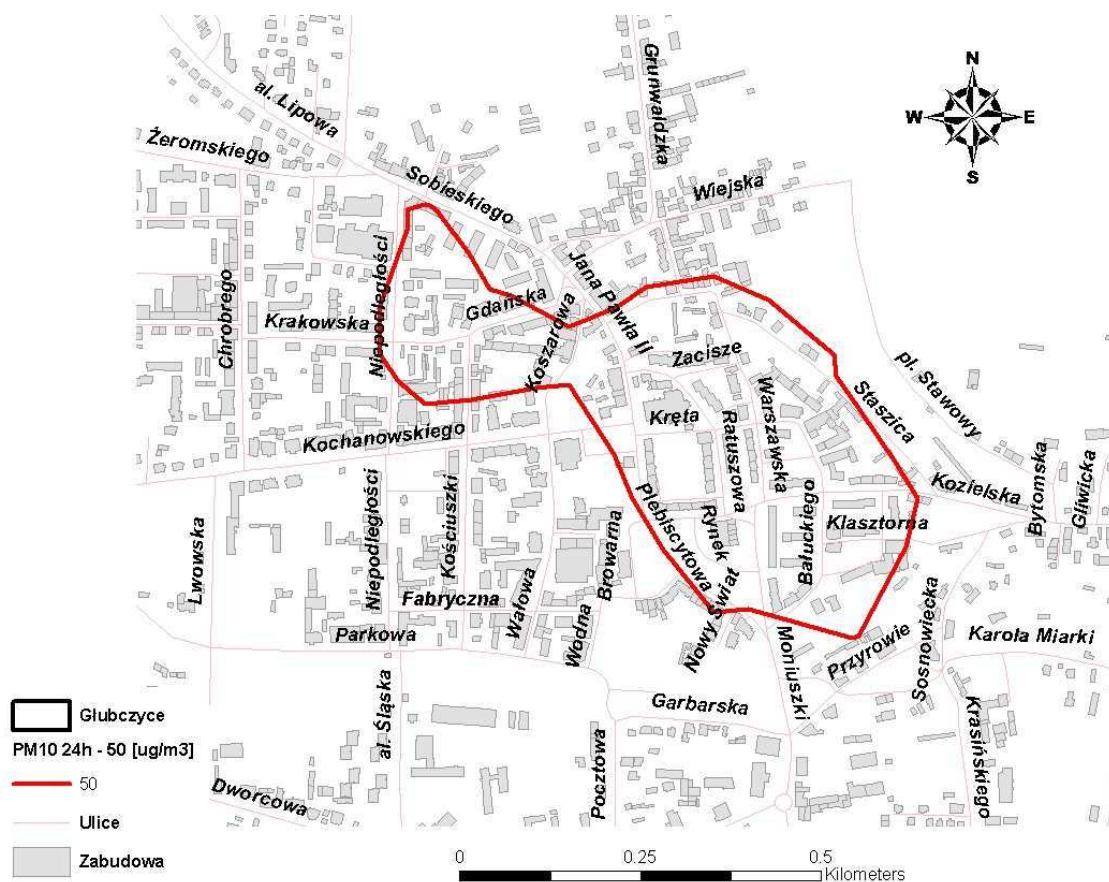 N
W
E
S
Grunwaldzka
al. Lipowa
Żeromskiego
Sobieskiego
Wiejska
Jana Pawła II
Niepodległości
Chrobrego
Krakowska
Gdańska
Koszarowa
Zacisze
pl. Stawowy
Staszica
Kręta
Ratuszowa
Warszawska
Kochanowskiego
Kozielska
Bytomska
Gliwicka
Plebiscytowa
Rynek
Bałuckiego
Klasztorna
Lwowska
Niepodległości
Kościuszki
Browarna
Fabryczna
Wałowa
Wodna
Nowy Świat
Parkowa
Moniuszki
Przyrowie
Sosnowiecka
Karola Miarki
Garbarska
al. Śląska
Pocztowa
Krasińskiego
Dworcowa
Głubczyce
PM10 24h - 50 [ug/m3]
50
Ulice
Zabudowa
0
0.25
0.5
Kilometers